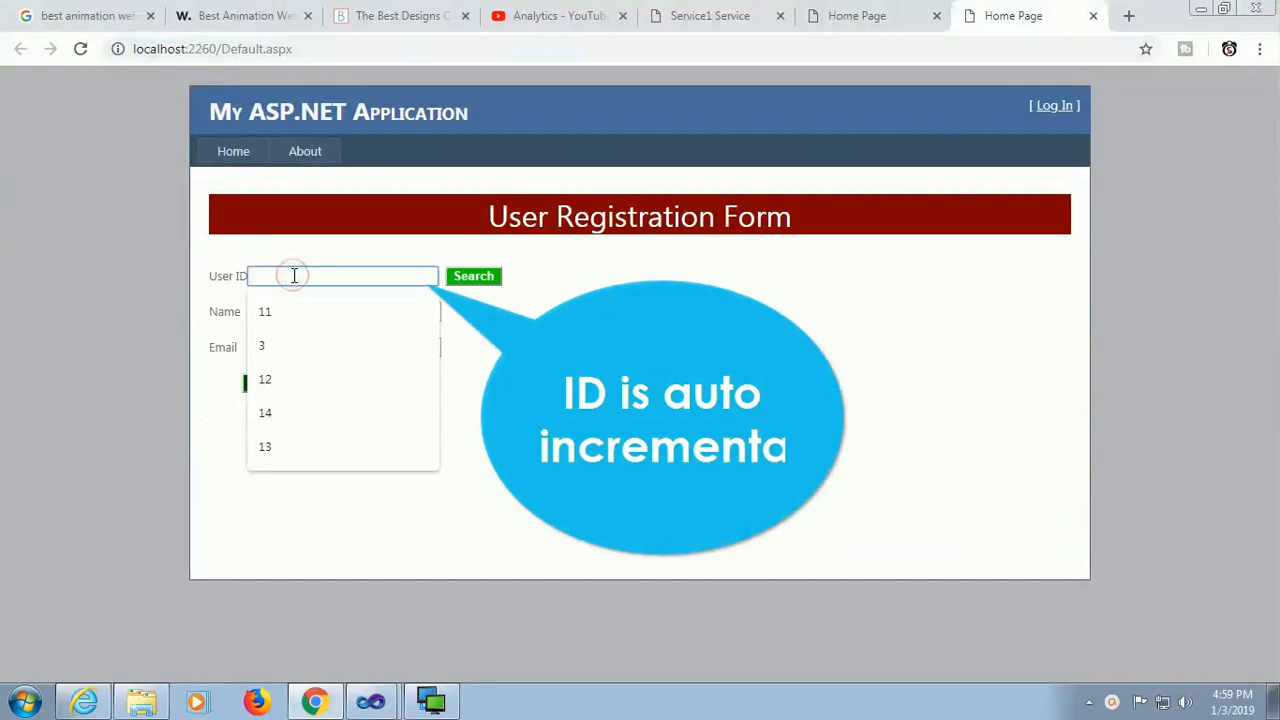 best animation web
Best Animation We
The Best Designs C
Analytics - YouTu
Service1 Service
Home Page
Home Page
localhost:2260/Default.aspx
My ASP.NET Application
[ Log In ]
Home
About
User Registration Form
User ID
Search
Name
11
3
Email
12
14
13
ID is auto
incrementa
4:59 PM
1/3/2019